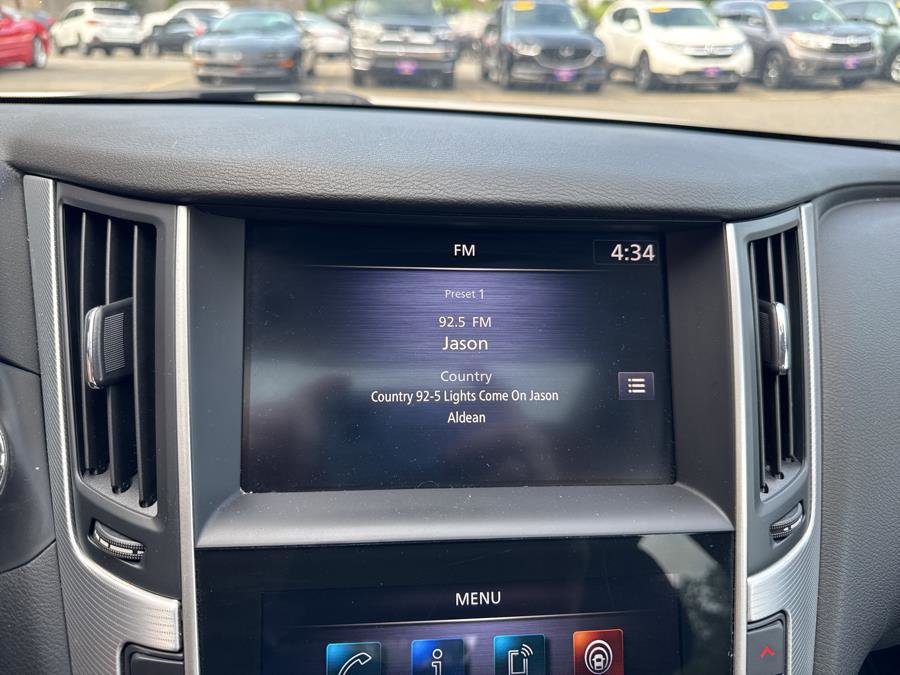 FM
4:34
Preset 1
92.5 FM
Jason
Country
Country 92-5 Lights Come On Jason
Aldean
MENU